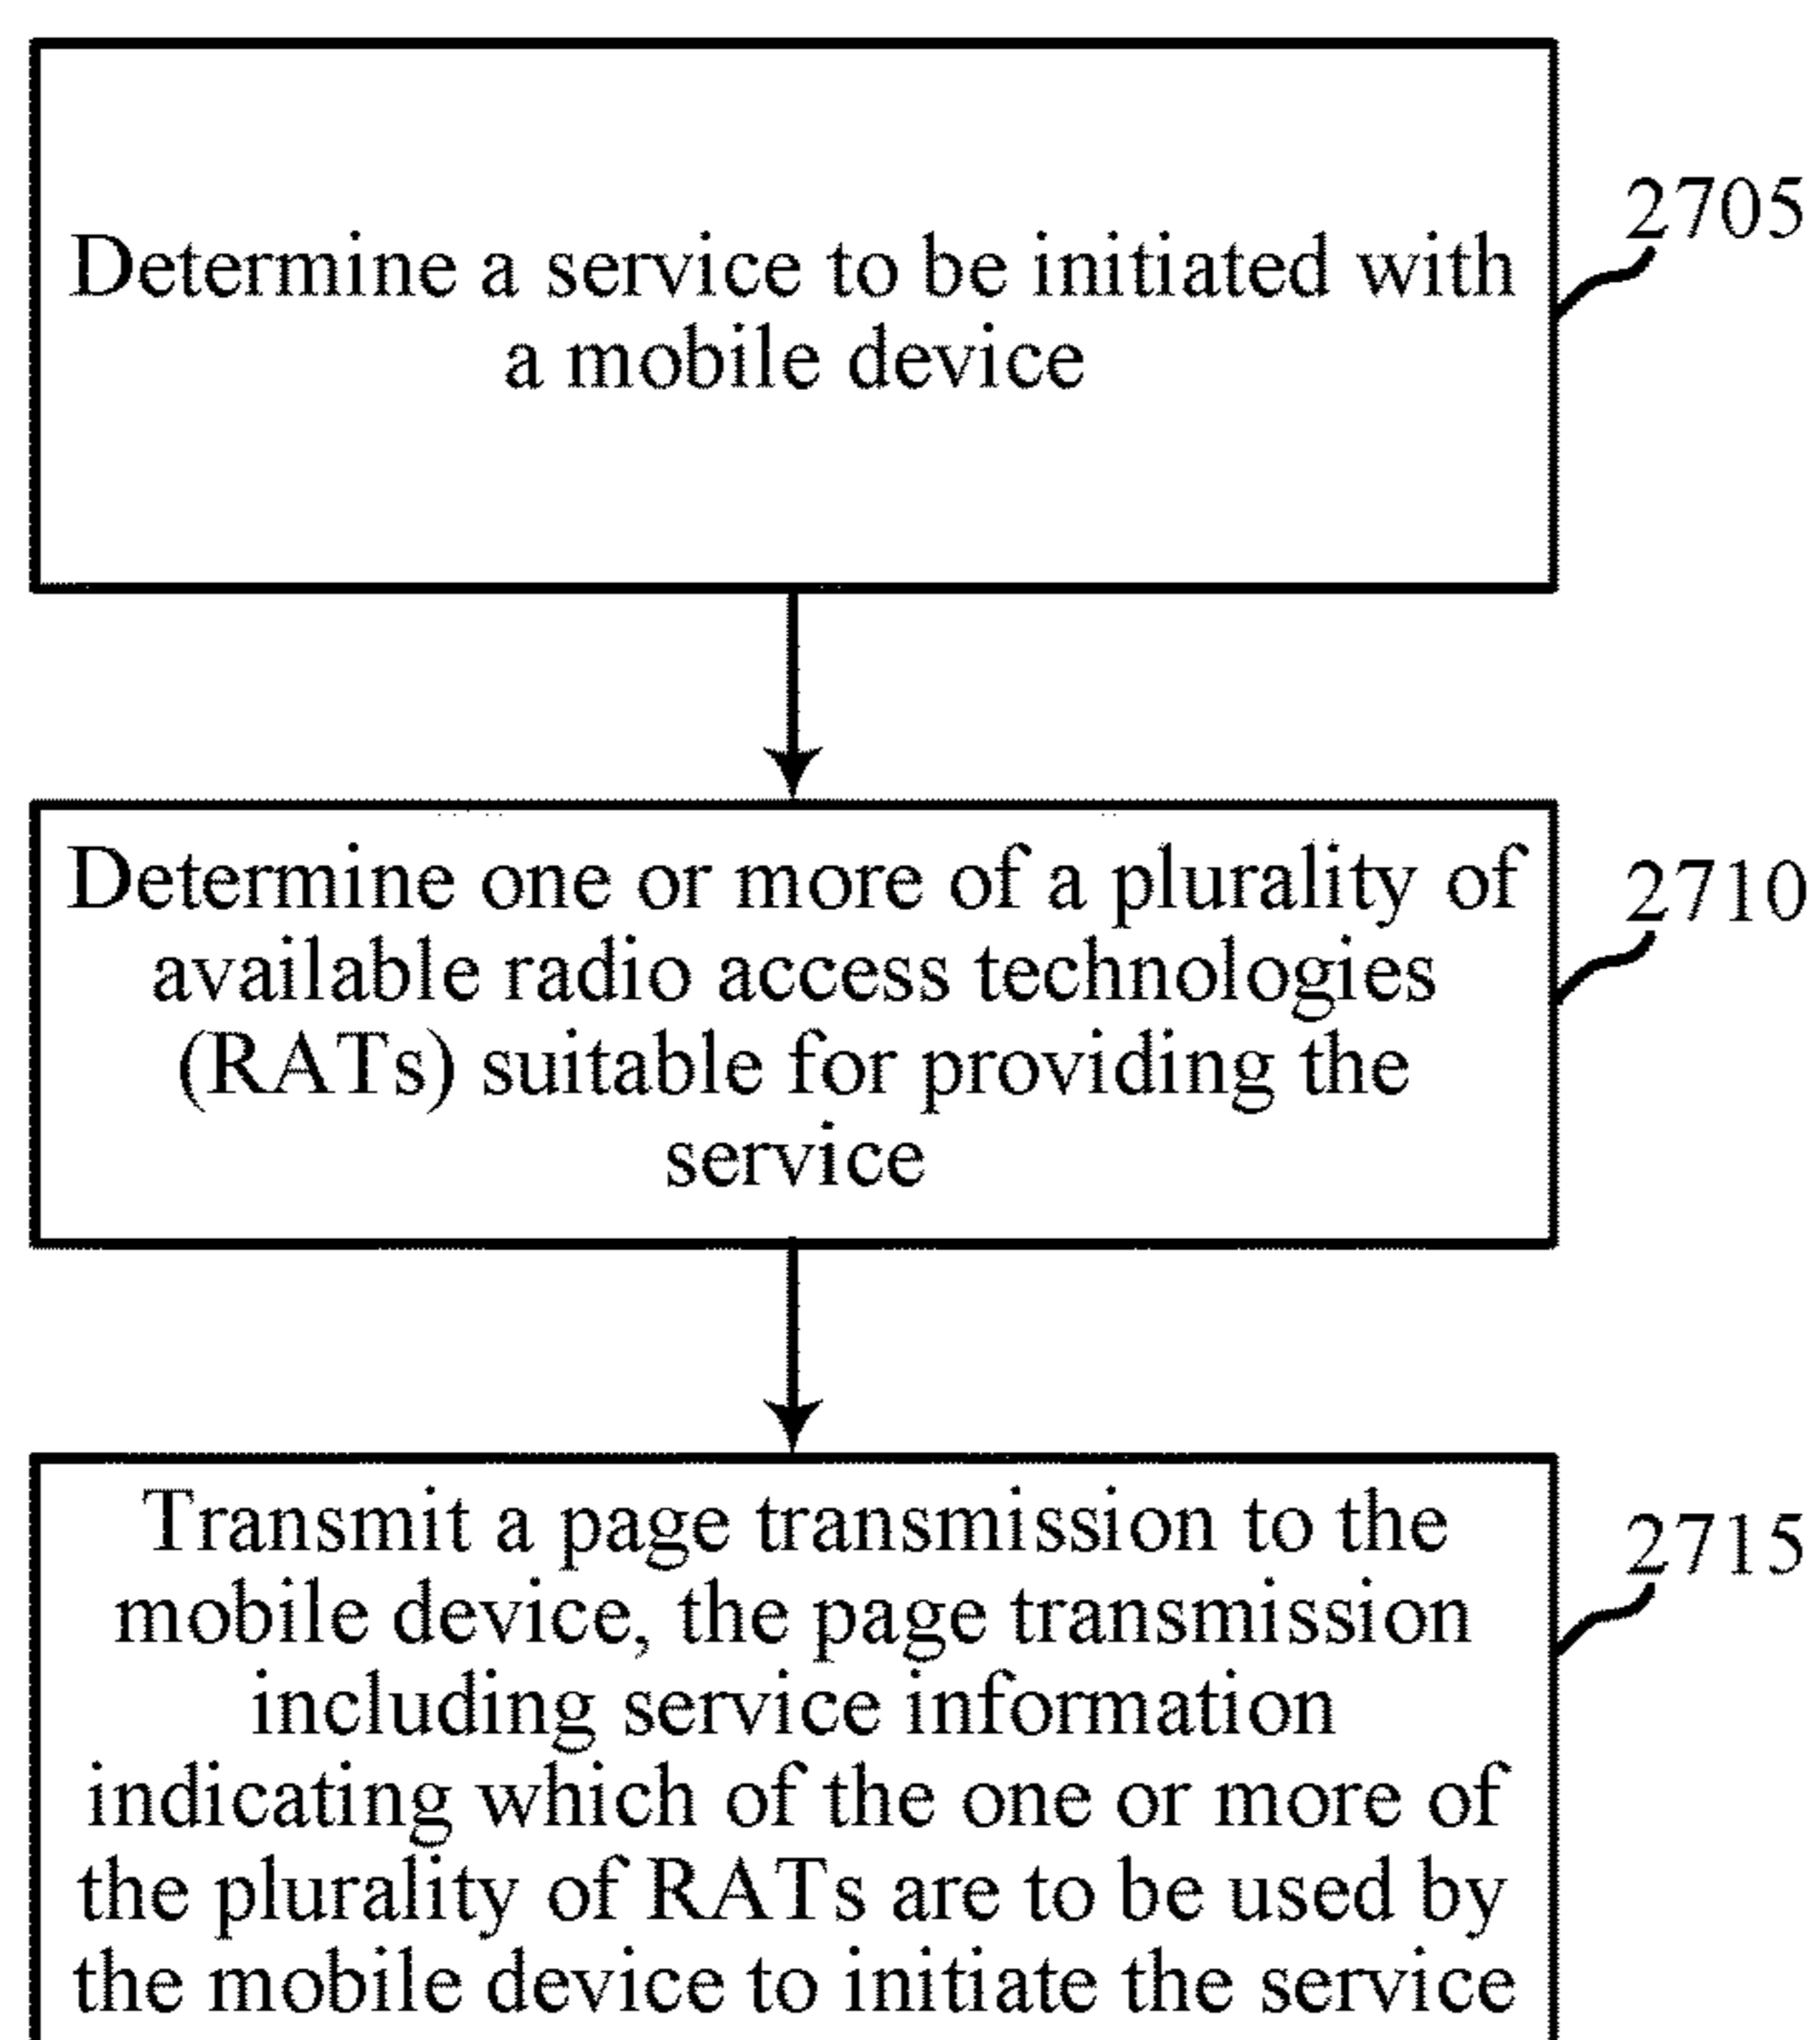 Determine a service to be initiated with
a mobile device
2705
Determine one or more of a plurality of
available radio access technologies
(RATs) suitable for providing the
service
2710
Transmit a page transmission to the
mobile device, the page transmission
including service information
indicating which of the one or more of
the plurality of RATs are to be used by
the mobile device to initiate the service
2715